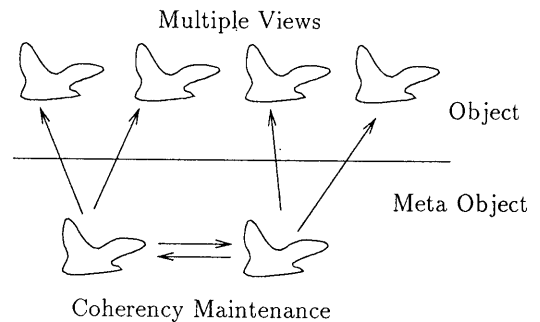 Multiple Views
Object
Meta Object
Coherency Maintenance